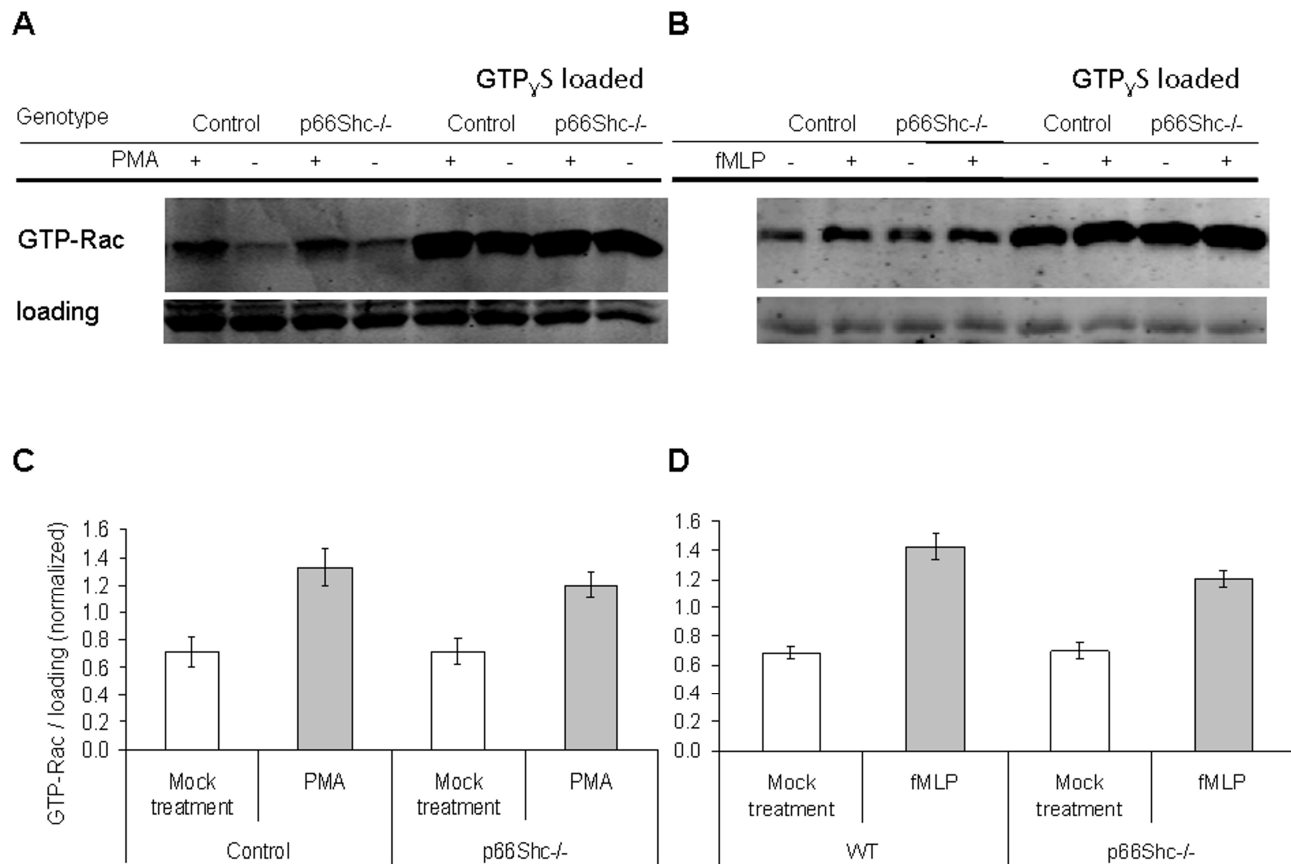 A
B
GTPγS loaded
GTPγS loaded
Genotype
Control p66Shc-/- Control p66Shc-/-
Control p66Shc-/- Control p66Shc-/-
PMA + - + - + - + -
fMLP - + - + - + - +
GTP-Rac
loading
C
D
GTP-Rac / loading (normalized)
1.6
1.4
1.2
1.0
0.8
0.6
0.4
0.2
0.0
Mock treatment
PMA
Mock treatment
PMA
Control
p66Shc-/-
1.6
1.4
1.2
1.0
0.8
0.6
0.4
0.2
0.0
Mock treatment
fMLP
Mock treatment
fMLP
WT
p66Shc-/-